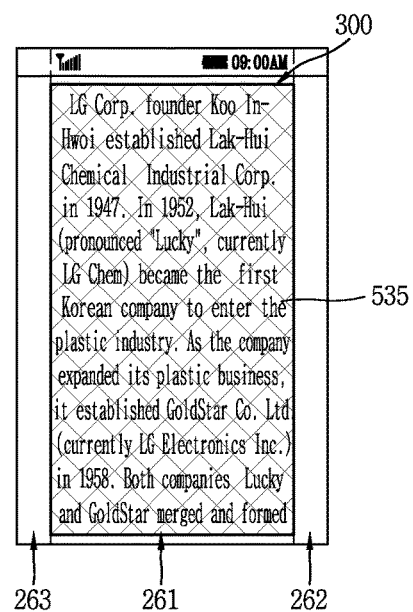 300
09:00AM
LG Corp. founder Koo In-
Hwoi established Lak-Hui
Chemical Industrial Corp.
in 1947. In 1952, Lak-Hui
(pronounced "Lucky", currently
LG Chem) became the first
Korean company to enter the
535
plastic industry. As the company
expanded its plastic business,
it established GoldStar Co. Ltd
(currently LG Electronics Inc.)
in 1958. Both companies Lucky
and GoldStar merged and formed
263 261 262